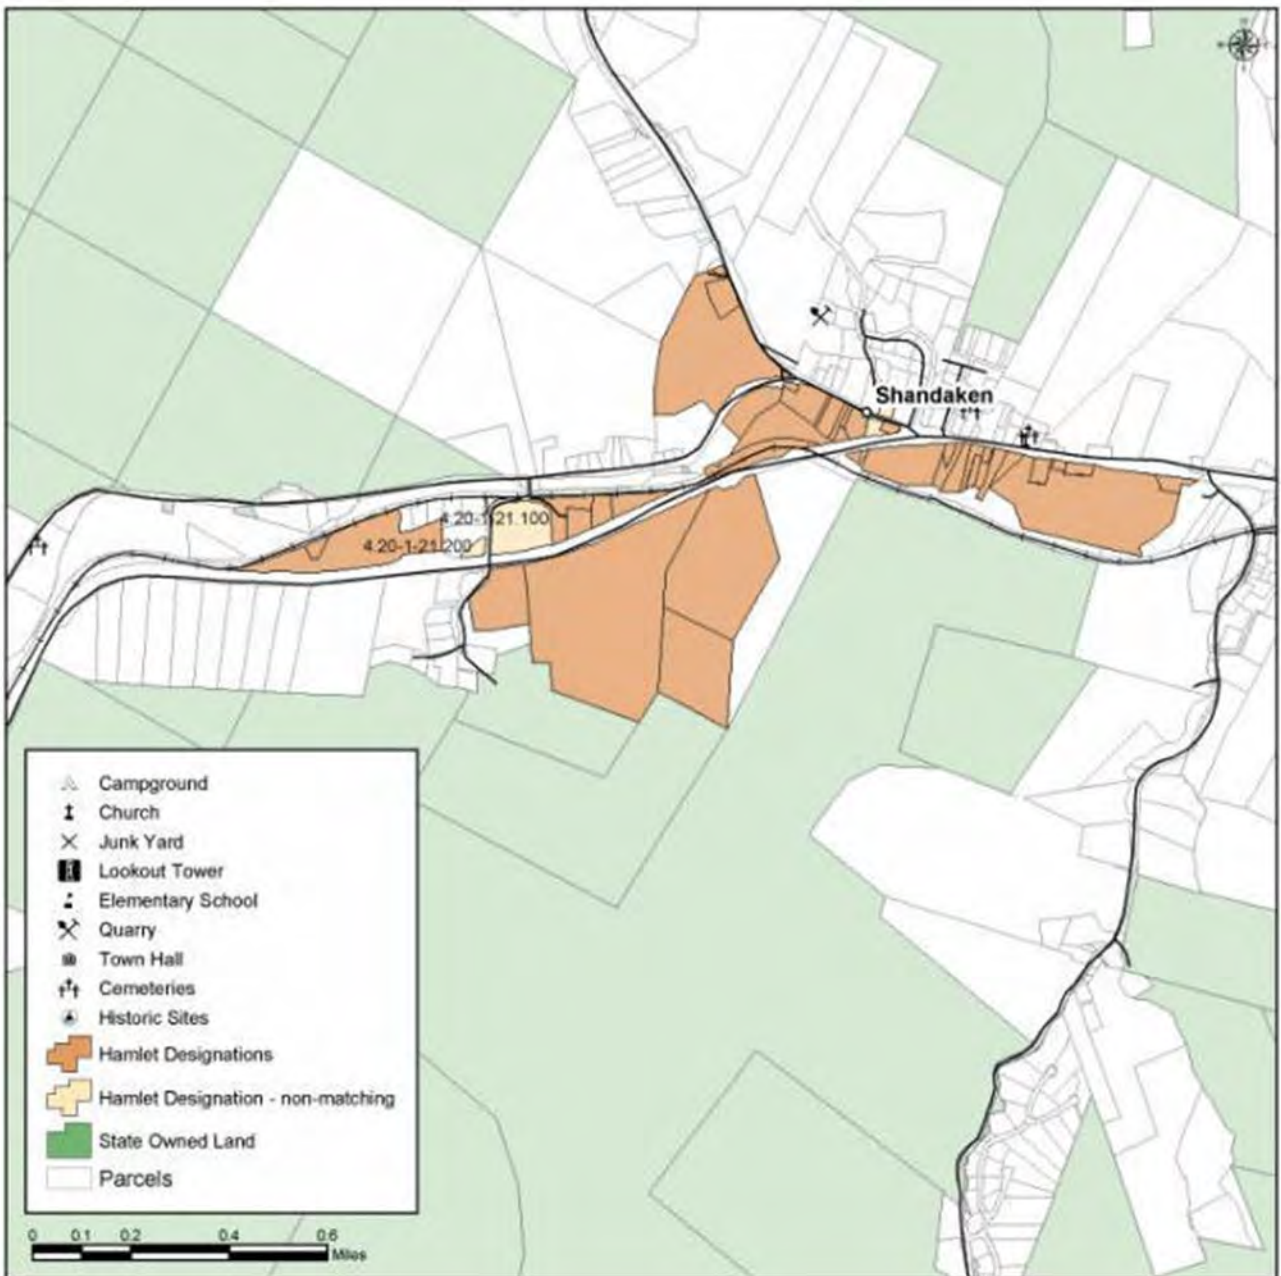 Shandaken
4.20-1-21.100
4.20-1-21.200
Campground
Church
Junk Yard
Lookout Tower
Elementary School
Quarry
Town Hall
Cemeteries
Historic Sites
Hamlet Designations
Hamlet Designation - non-matching
State Owned Land
Parcels
0 0.1 0.2 0.4 0.6
Miles